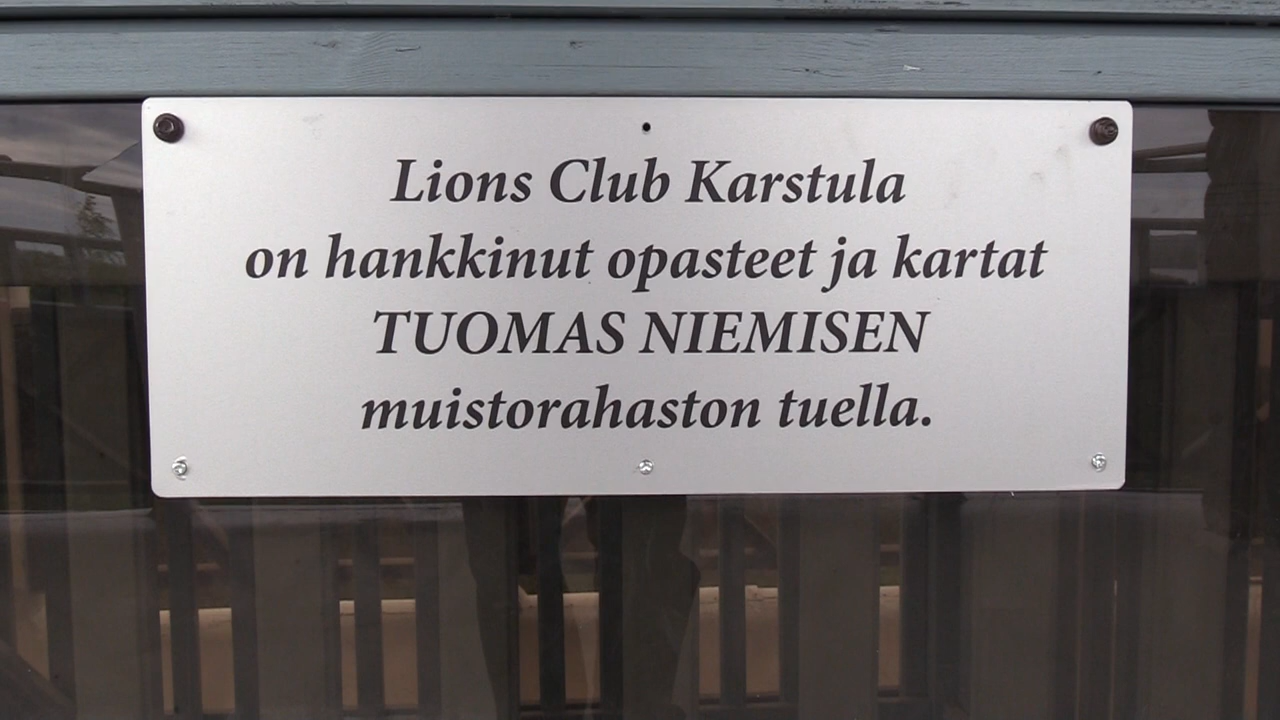 Lions Club Karstula
on hankkinut opasteet ja kartat
TUOMAS NIEMISEN
muistorahaston tuella.